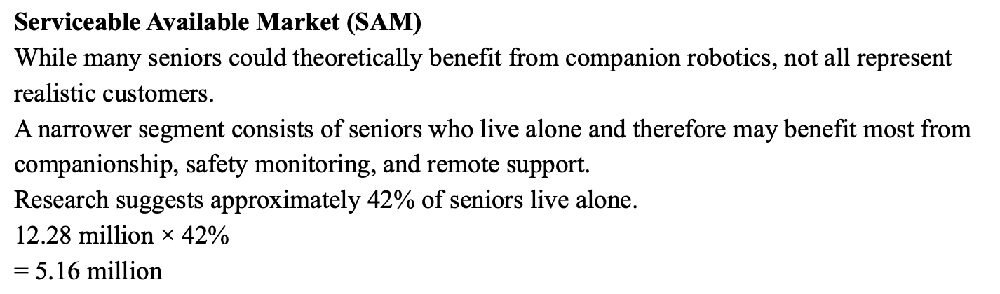 Serviceable Available Market (SAM)
While many seniors could theoretically benefit from companion robotics, not all represent
realistic customers.
A narrower segment consists of seniors who live alone and therefore may benefit most from
companionship, safety monitoring, and remote support.
Research suggests approximately 42% of seniors live alone.
12.28 million × 42%
= 5.16 million